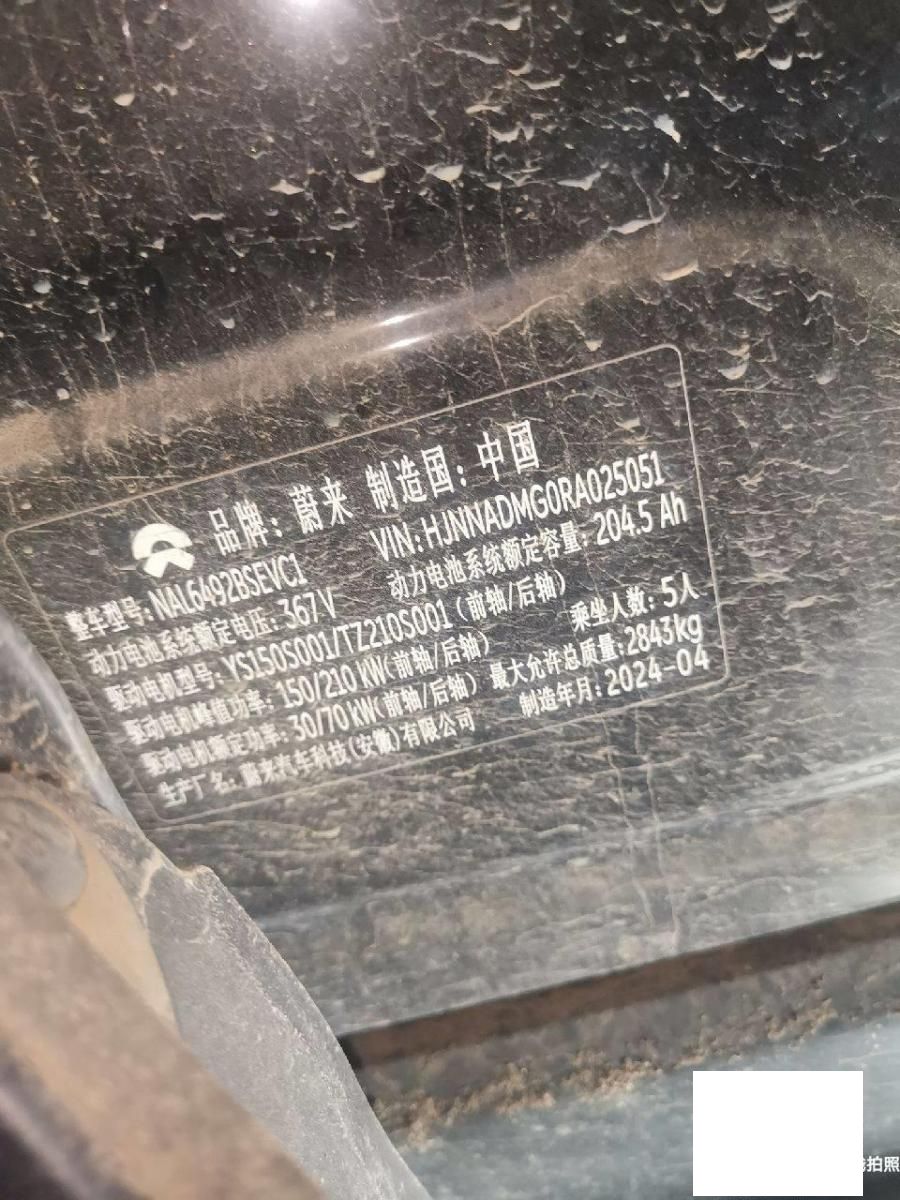 品牌: 蔚来 制造国: 中国
整车型号: NAL6492BSEVC1 VIN: HJNNADMG0RA025051
动力电池系统额定电压: 367V 动力电池系统额定容量: 204.5 Ah
驱动电机型号: YS150S001/TZ210S001 (前轴/后轴)
驱动电机峰值功率: 150/210 KW(前轴/后轴) 乘坐人数: 5人
驱动电机额定功率: 30/70 KW(前轴/后轴) 最大允许总质量: 2843kg
生产厂名: 蔚来汽车科技(安徽)有限公司 制造年月: 2024-04
拍照